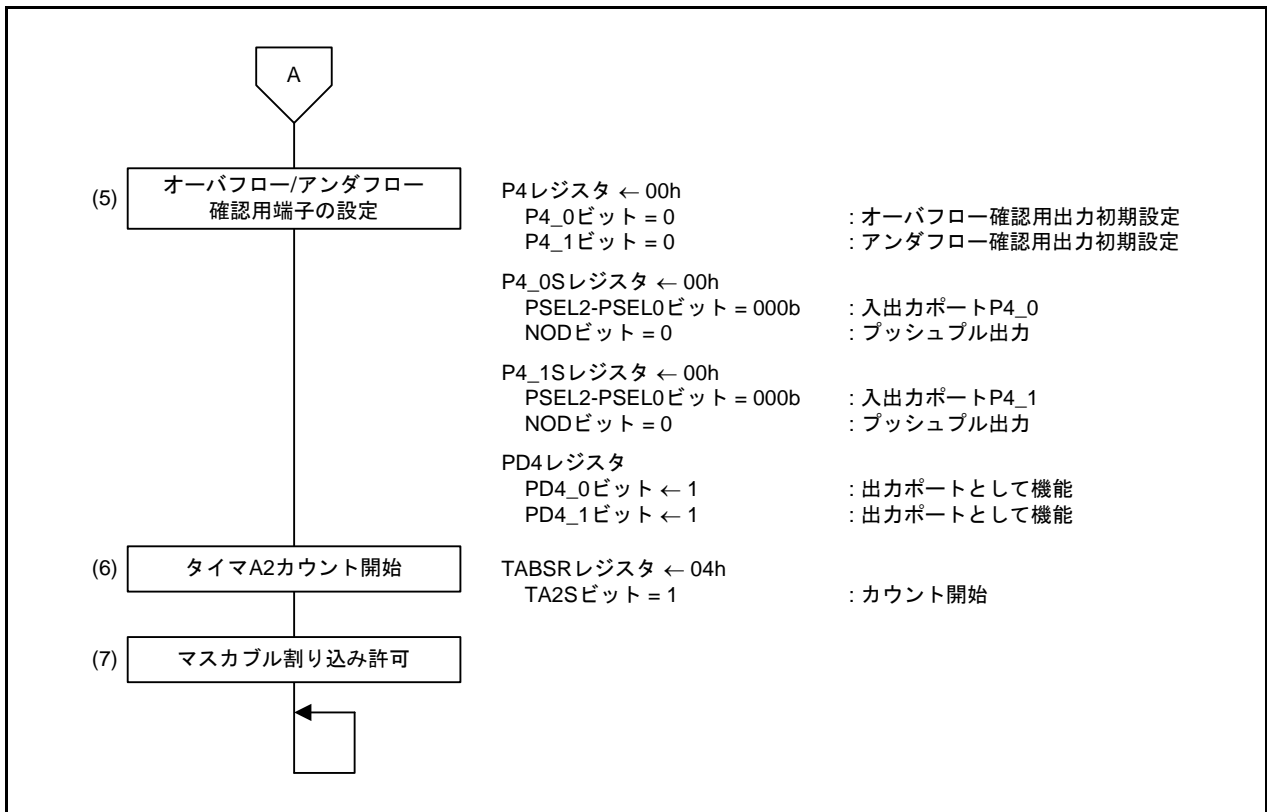 A
(5)
オーバフロー/アンダフロー
確認用端子の設定
P4レジスタ ← 00h
P4_0ビット = 0 : オーバフロー確認用出力初期設定
P4_1ビット = 0 : アンダフロー確認用出力初期設定
P4_0Sレジスタ ← 00h
PSEL2-PSEL0ビット = 000b : 入出力ポートP4_0
NODビット = 0 : プッシュプル出力
P4_1Sレジスタ ← 00h
PSEL2-PSEL0ビット = 000b : 入出力ポートP4_1
NODビット = 0 : プッシュプル出力
PD4レジスタ
PD4_0ビット ← 1 : 出力ポートとして機能
PD4_1ビット ← 1 : 出力ポートとして機能
(6) タイマA2カウント開始
TABSRレジスタ ← 04h
TA2Sビット = 1 : カウント開始
(7) マスカブル割り込み許可